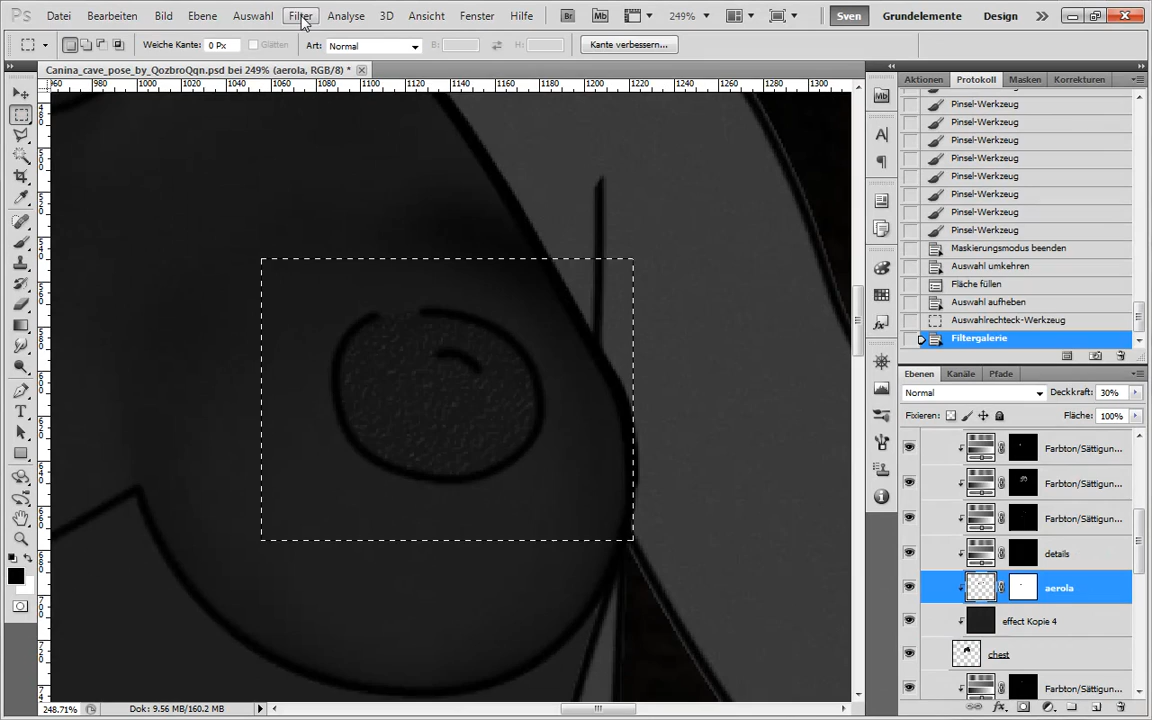 Ps Datei Bearbeiten Bild Ebene Auswahl Filter Analyse 3D Ansicht Fenster Hilfe Br Mb 249% Sven Grundelemente Design
Weiche Kante: 0 Px Glätten Art: Normal B: H: Kante verbessern...
Canina_cave_pose_by_QozbroQqn.psd bei 249% (aerola, RGB/8) *
980 1000 1020 1040 1060 1080 1100 1120 1140 1160 1180 1200 1220 1240 1260 1280 1300
Aktionen Protokoll Masken Korrekturen
Pinsel-Werkzeug
Pinsel-Werkzeug
Pinsel-Werkzeug
Pinsel-Werkzeug
Pinsel-Werkzeug
Pinsel-Werkzeug
Pinsel-Werkzeug
Pinsel-Werkzeug
Maskierungsmodus beenden
Auswahl umkehren
Fläche füllen
Auswahl aufheben
Auswahlrechteck-Werkzeug
Filtergalerie
Ebenen Kanäle Pfade
Normal Deckkraft: 30%
Fixieren: Fläche: 100%
Farbton/Sättigun...
Farbton/Sättigun...
Farbton/Sättigun...
details
aerola
effect Kopie 4
chest
Farbton/Sättigun...
248.71% Dok: 9.56 MB/160.2 MB